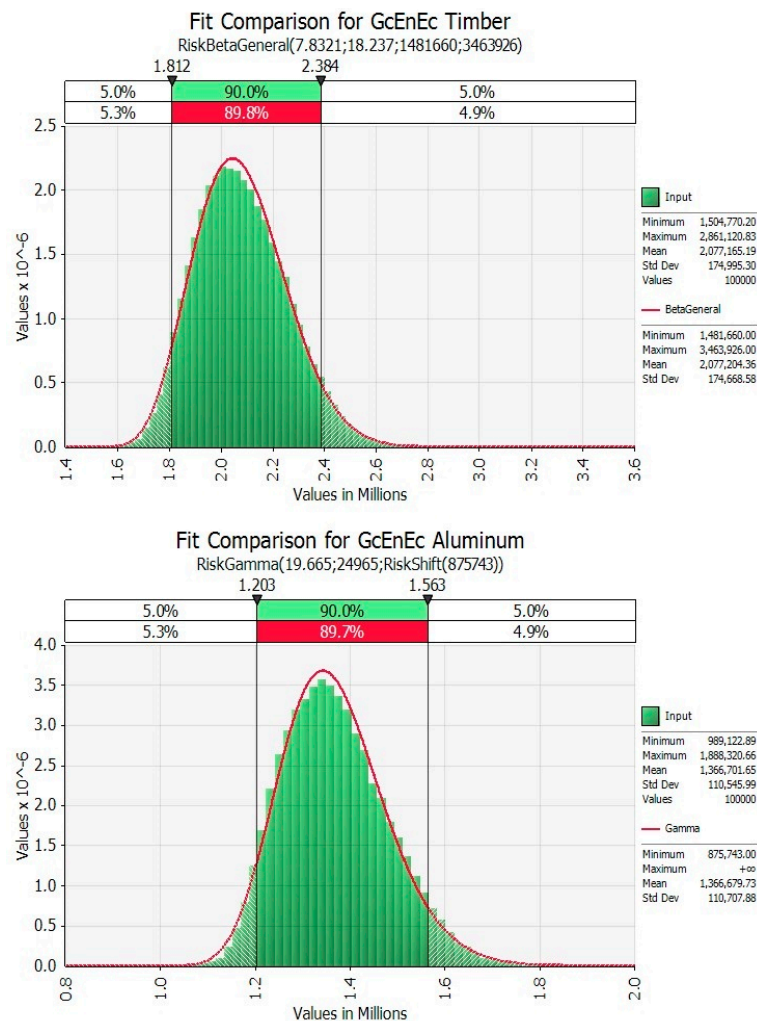 Fit Comparison for GcEnEc Timber
RiskBetaGeneral(7.8321;18.237;1481660;3463926)
1.812 2.384
5.0% 90.0% 5.0%
5.3% 89.8% 4.9%
2.5
2.0
1.5
1.0
0.5
0.0
Values x 10^-6
1.4 1.6 1.8 2.0 2.2 2.4 2.6 2.8 3.0 3.2 3.4 3.6
Values in Millions
Input
Minimum 1,504,770.20
Maximum 2,861,120.83
Mean 2,077,165.19
Std Dev 174,995.30
Values 100000
BetaGeneral
Minimum 1,481,660.00
Maximum 3,463,926.00
Mean 2,077,204.36
Std Dev 174,668.58
Fit Comparison for GcEnEc Aluminum
RiskGamma(19.665;24965;RiskShift(875743))
1.203 1.563
5.0% 90.0% 5.0%
5.3% 89.7% 4.9%
4.0
3.5
3.0
2.5
2.0
1.5
1.0
0.5
0.0
Values x 10^-6
0.8 1.0 1.2 1.4 1.6 1.8 2.0
Values in Millions
Input
Minimum 989,122.89
Maximum 1,888,320.66
Mean 1,366,701.65
Std Dev 110,545.99
Values 100000
Gamma
Minimum 875,743.00
Maximum +∞
Mean 1,366,679.73
Std Dev 110,707.88